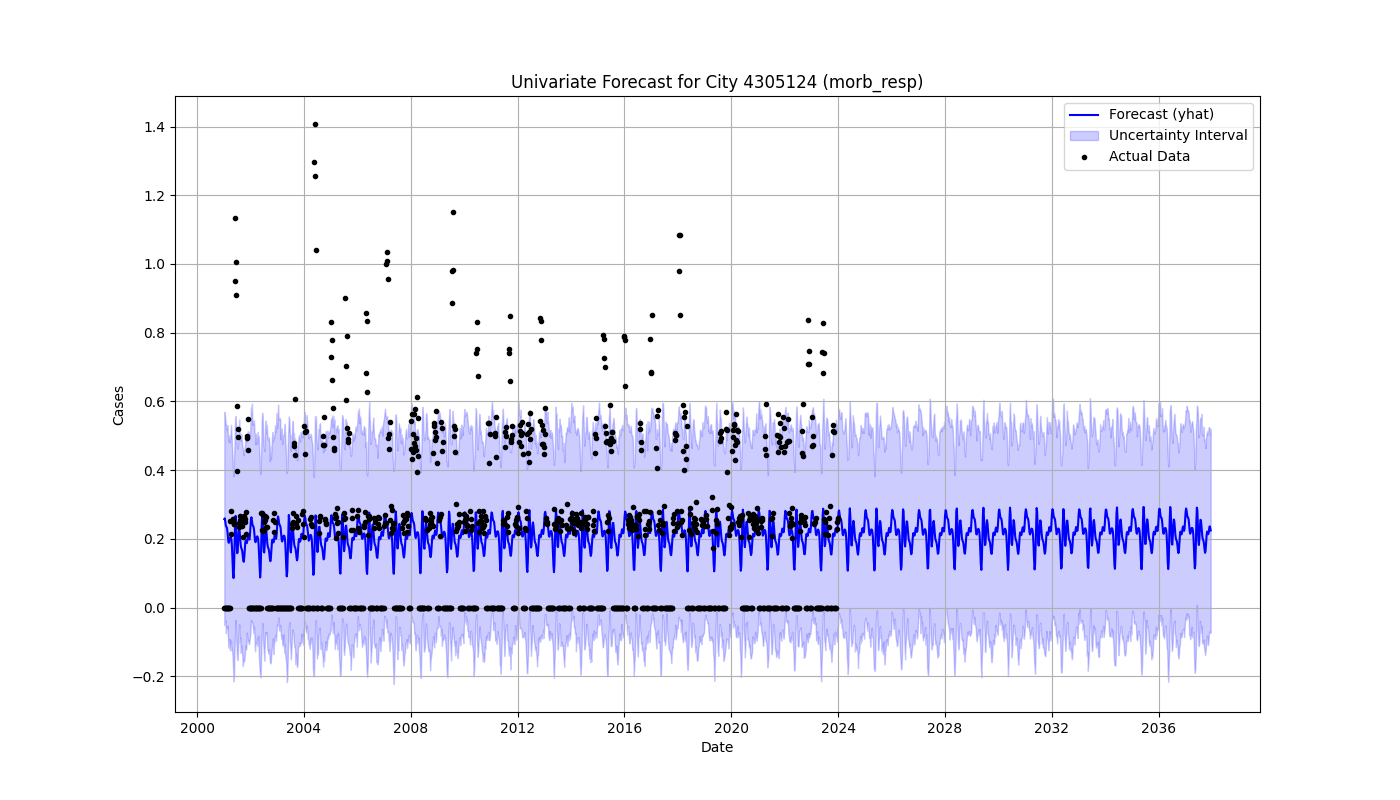 Univariate Forecast for City 4305124 (morb_resp)
Forecast (yhat)
Uncertainty Interval
Actual Data
Cases
1.4
1.2
1.0
0.8
0.6
0.4
0.2
0.0
−0.2
2000 2004 2008 2012 2016 2020 2024 2028 2032 2036
Date